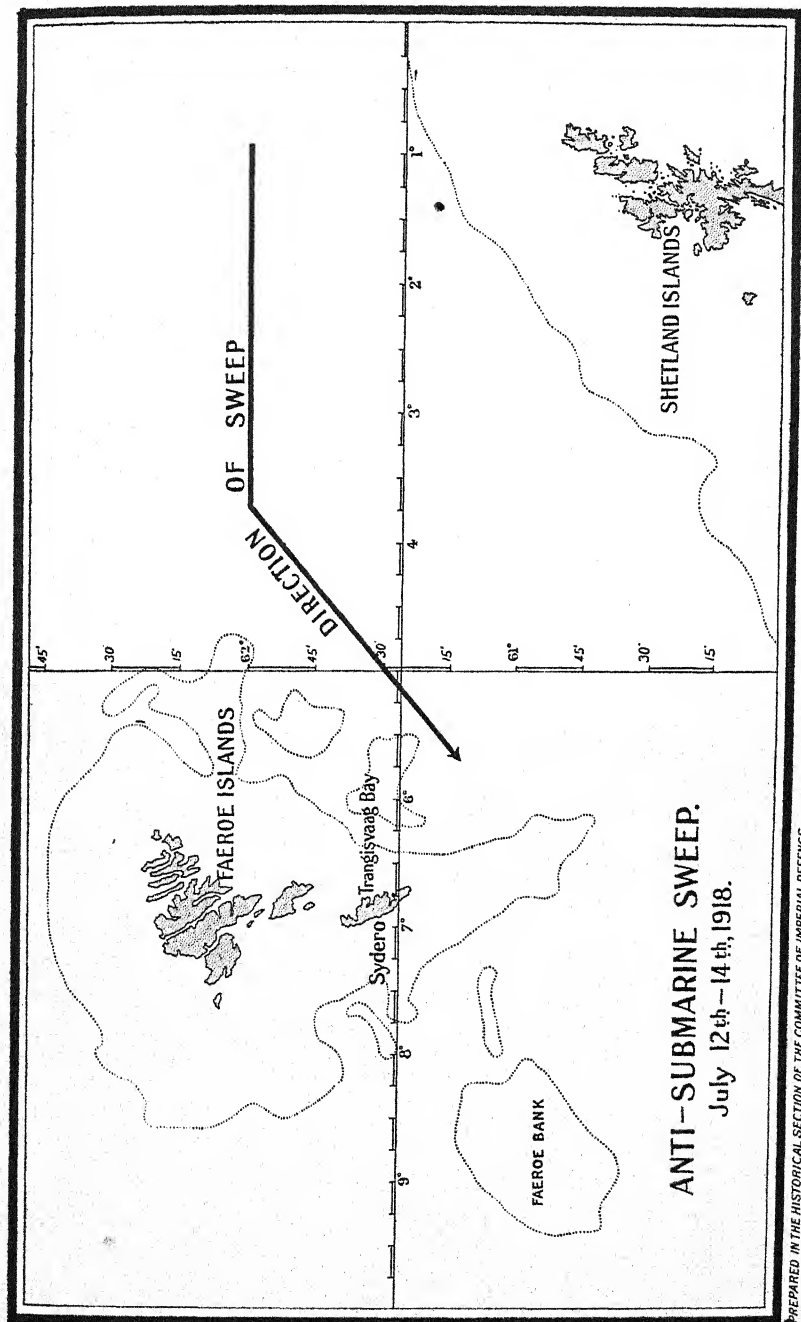 45'
30'
15'
FAEROE ISLANDS
62°
OF SWEEP
DIRECTION
45'
Sydero
Trangisvaag Bay
30'
9°
8°
7°
6°
4°
3°
2°
1°
15'
61°
FAEROE BANK
45'
30'
SHETLAND ISLANDS
15'
ANTI-SUBMARINE SWEEP.
July 12th-14th, 1918.
PREPARED IN THE HISTORICAL SECTION OF THE COMMITTEE OF IMPERIAL DEFENCE